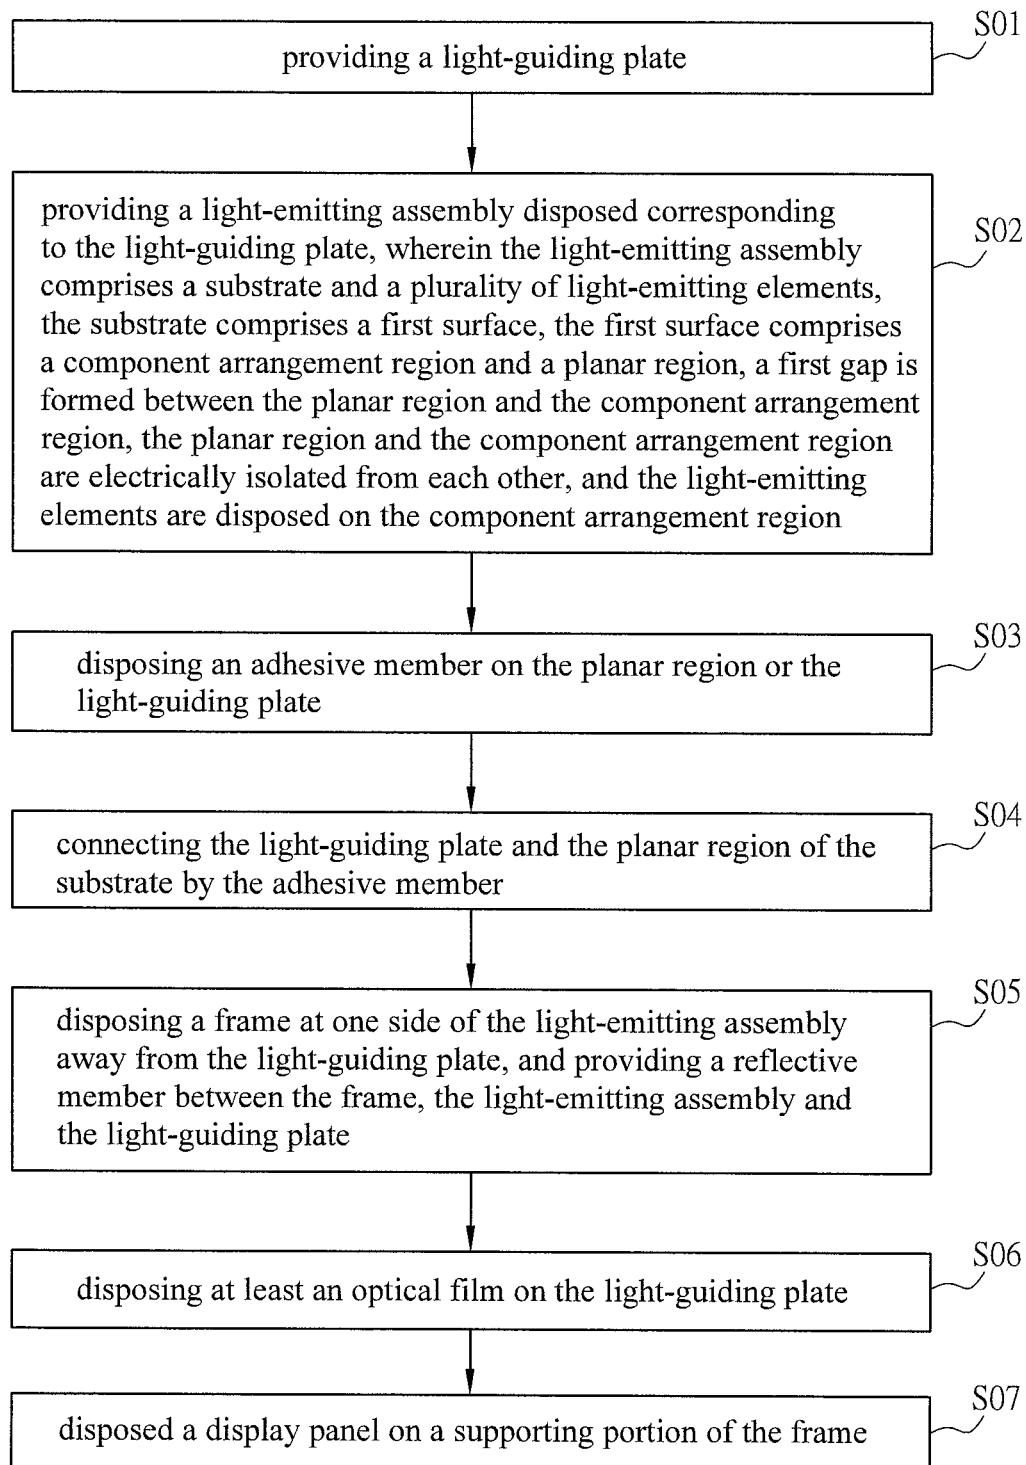 S01
providing a light-guiding plate
S02
providing a light-emitting assembly disposed corresponding
to the light-guiding plate, wherein the light-emitting assembly
comprises a substrate and a plurality of light-emitting elements,
the substrate comprises a first surface, the first surface comprises
a component arrangement region and a planar region, a first gap is
formed between the planar region and the component arrangement
region, the planar region and the component arrangement region
are electrically isolated from each other, and the light-emitting
elements are disposed on the component arrangement region
S03
disposing an adhesive member on the planar region or the
light-guiding plate
S04
connecting the light-guiding plate and the planar region of the
substrate by the adhesive member
S05
disposing a frame at one side of the light-emitting assembly
away from the light-guiding plate, and providing a reflective
member between the frame, the light-emitting assembly and
the light-guiding plate
S06
disposing at least an optical film on the light-guiding plate
S07
disposed a display panel on a supporting portion of the frame